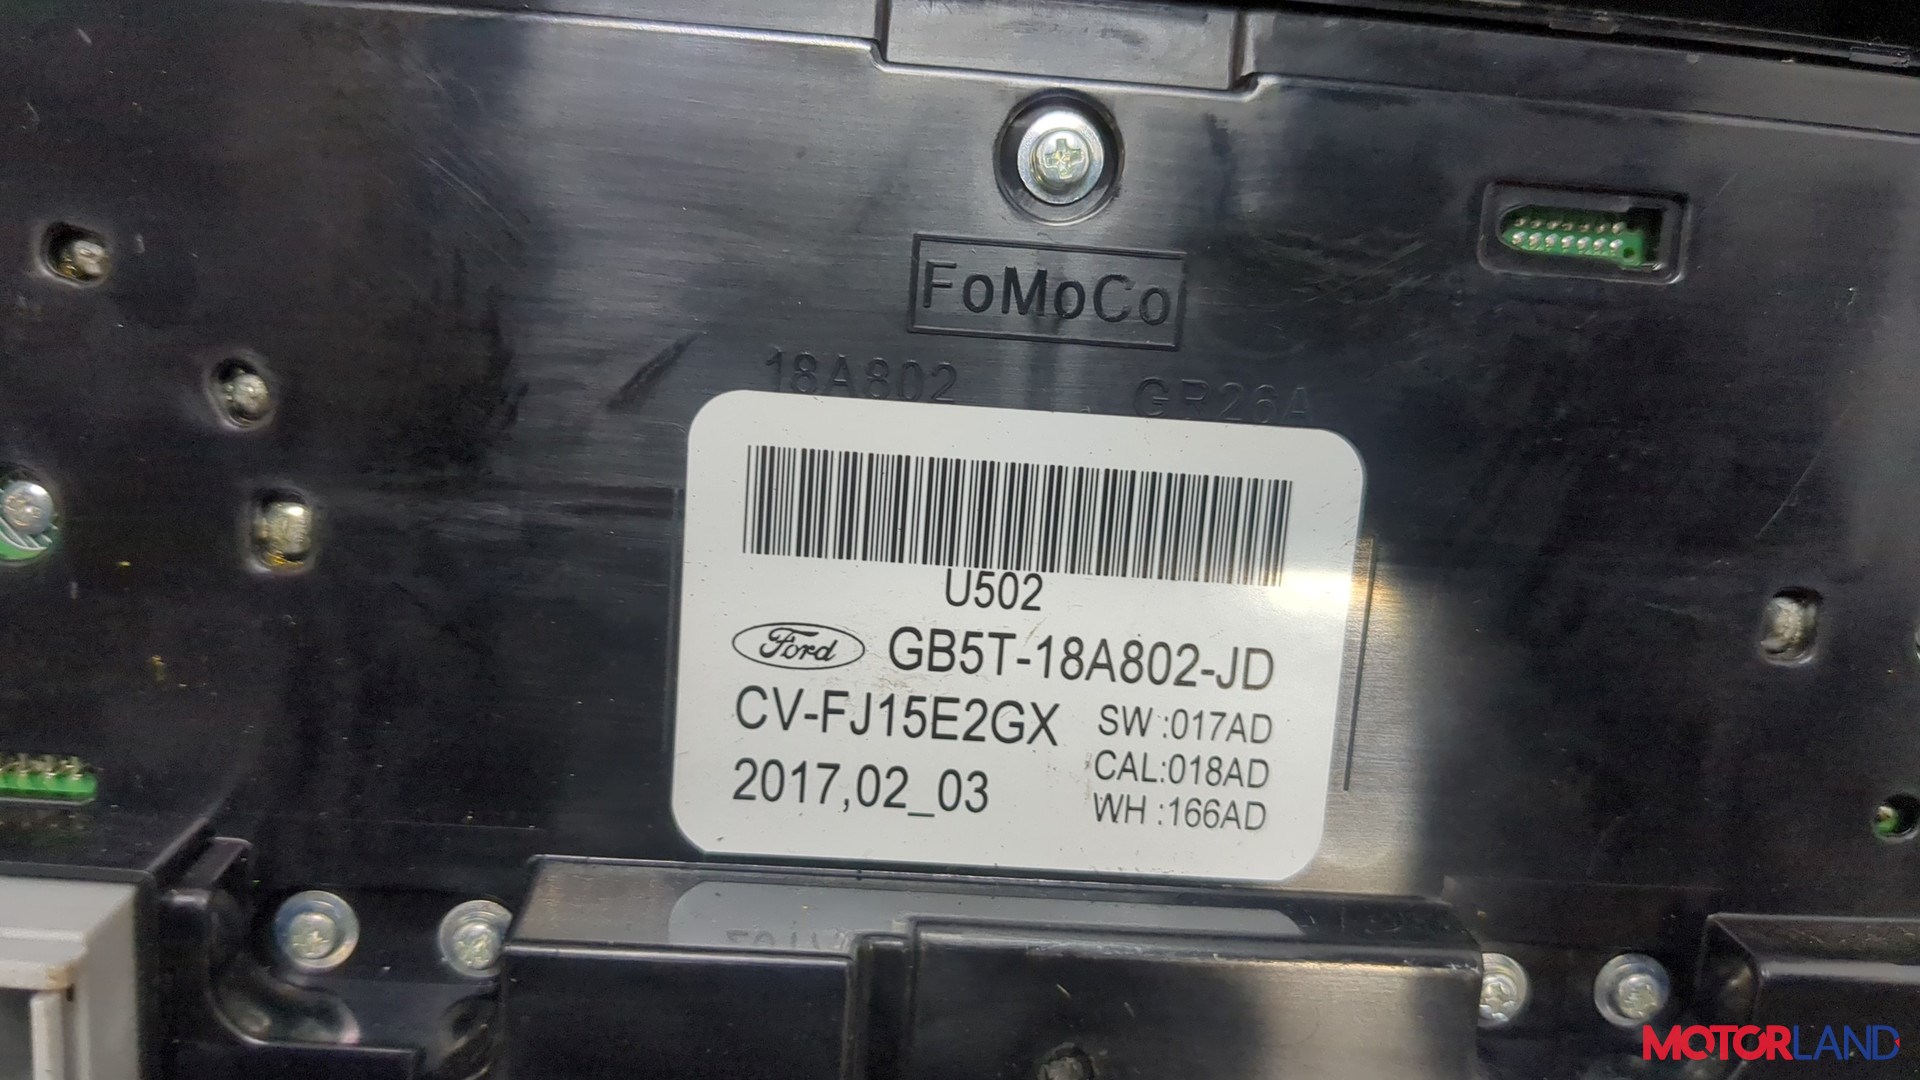 FoMoCo
18A802 GR26A
U502
Ford GB5T-18A802-JD
CV-FJ15E2GX SW :017AD
CAL:018AD
2017,02_03 WH :166AD
MOTORLAND